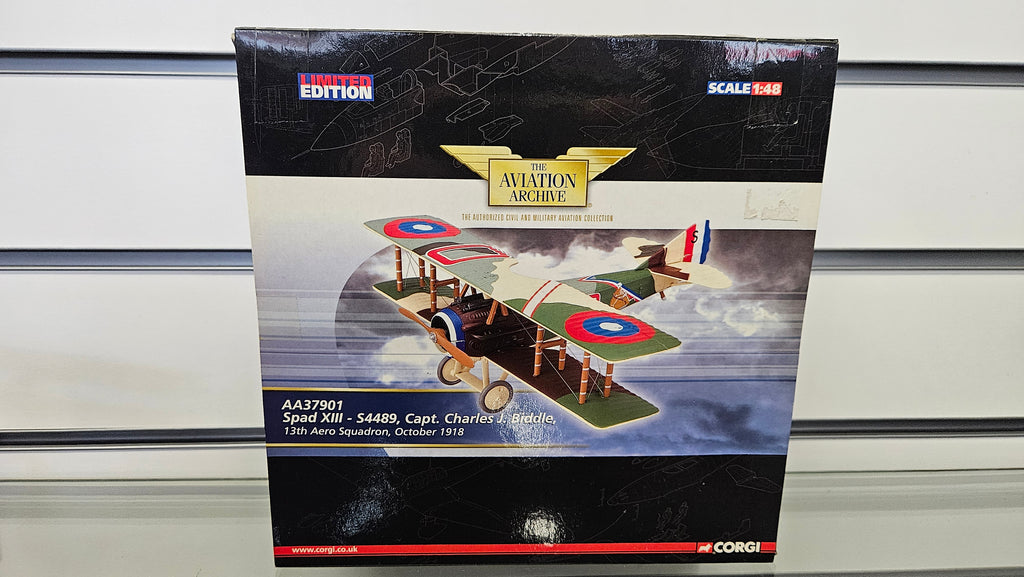 LIMITED
EDITION
SCALE 1:48
THE
AVIATION
ARCHIVE
THE AUTHORIZED CIVIL AND MILITARY AVIATION COLLECTION
S
AA37901
Spad XIII - S4489, Capt. Charles J. Biddle,
13th Aero Squadron, October 1918
www.corgi.co.uk
CORGI